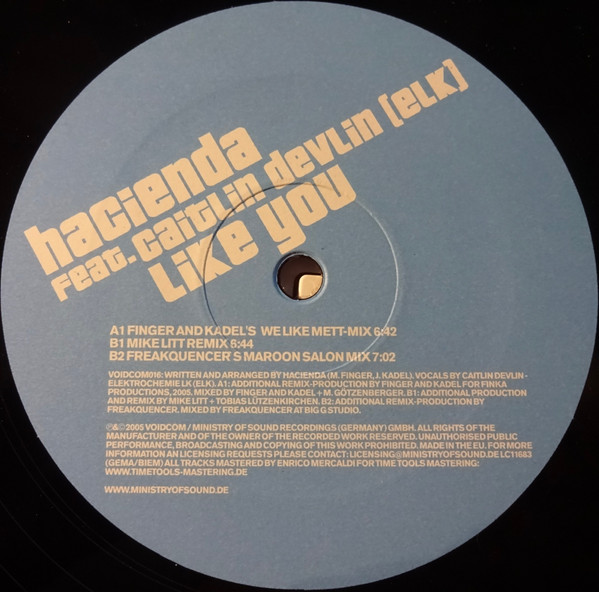 hacienda
Feat. Caitlin Devlin (eLK)
Like you
A1 FINGER AND KADEL'S WE LIKE METT-MIX 6:42
B1 MIKE LITT REMIX 5:44
B2 FREAKQUENCER'S MAROON SALON MIX 7:02
VOIDCOM016: WRITTEN AND ARRANGED BY HACIENDA (M. FINGER, J. KADEL). VOCALS BY CAITLIN DEVLIN -
ELEKTROCHEMIE LK (ELK). A1: ADDITIONAL REMIX-PRODUCTION BY FINGER AND KADEL FOR FINKA
PRODUCTIONS, 2005. MIXED BY FINGER AND KADEL + M. GÖTZENBERGER. B1: ADDITIONAL PRODUCTION
AND REMIX BY MIKE LITT + TOBIAS LÜTZENKIRCHEN. B2: ADDITIONAL REMIX-PRODUCTION BY
FREAKQUENCER, MIXED BY FREAKQUENCER AT BIG G STUDIO.
℗&© 2005 VOIDCOM / MINISTRY OF SOUND RECORDINGS (GERMANY) GMBH. ALL RIGHTS OF THE
MANUFACTURER AND OF THE OWNER OF THE RECORDED WORK RESERVED. UNAUTHORISED PUBLIC
PERFORMANCE, BROADCASTING AND COPYING OF THIS WORK PROHIBITED. MADE IN THE EU. FOR MORE
INFORMATION AN LICENSING REQUESTS PLEASE CONTACT: LICENSING@MINISTRYOFSOUND.DE LC11683
(GEMA/BIEM) ALL TRACKS MASTERED BY ENRICO MERCALDI FOR TIME TOOLS MASTERING:
WWW.TIMETOOLS-MASTERING.DE
WWW.MINISTRYOFSOUND.DE